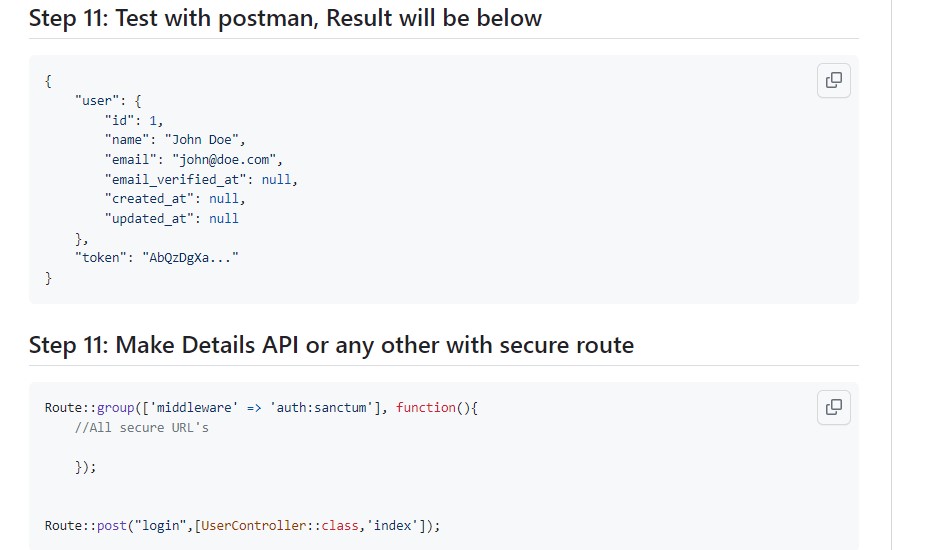 Step 11: Test with postman, Result will be below
{
    "user": {
        "id": 1,
        "name": "John Doe",
        "email": "john@doe.com",
        "email_verified_at": null,
        "created_at": null,
        "updated_at": null
    },
    "token": "AbQzDgXa..."
}
Step 11: Make Details API or any other with secure route
Route::group(['middleware' => 'auth:sanctum'], function(){
    //All secure URL's
    });
Route::post("login",[UserController::class,'index']);